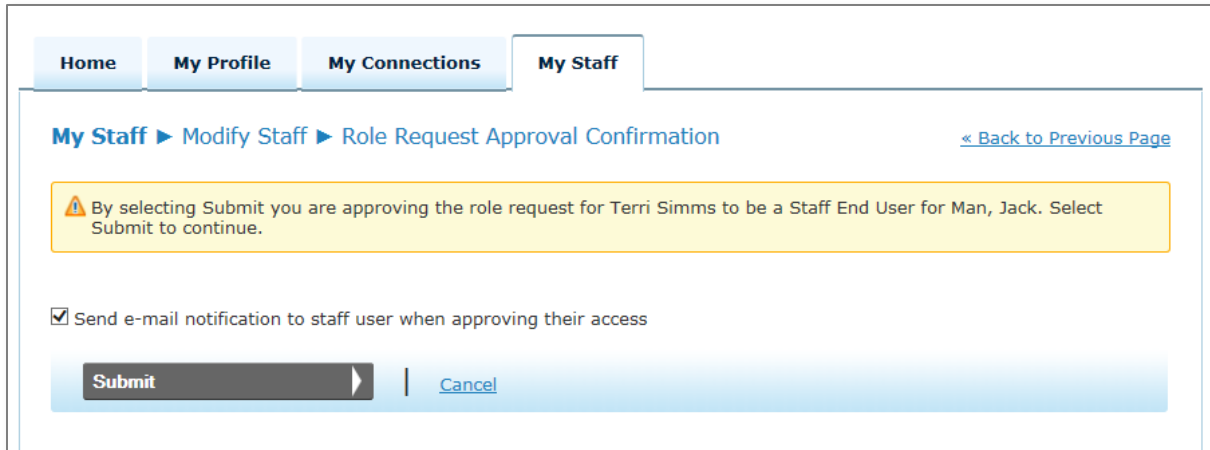 Home My Profile My Connections My Staff
My Staff ► Modify Staff ► Role Request Approval Confirmation « Back to Previous Page
By selecting Submit you are approving the role request for Terri Simms to be a Staff End User for Man, Jack. Select
Submit to continue.
Send e-mail notification to staff user when approving their access
Submit | Cancel